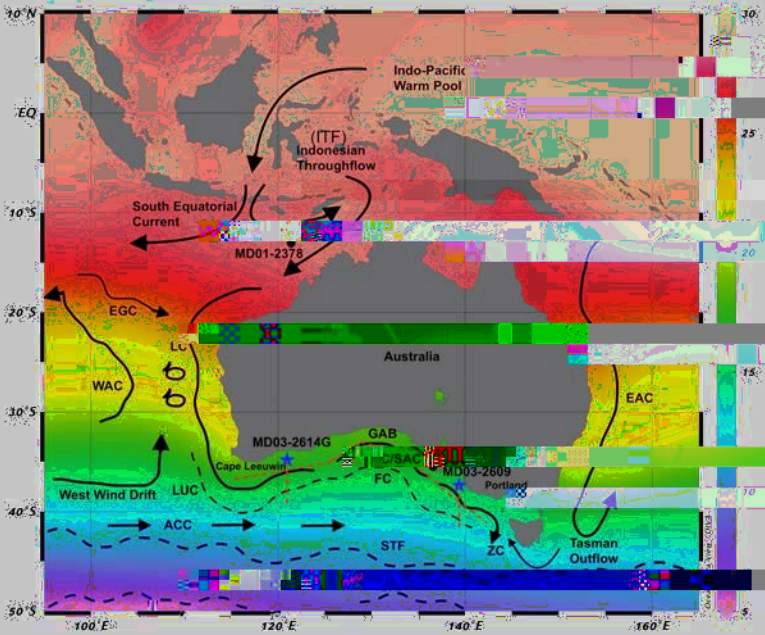 10°N
30
Indo-Pacific
Warm Pool
EQ
25
(ITF)
Indonesian
Throughflow
South Equatorial
Current
10°S
20
MD01-2378
EGC
20°S
LC
Australia
15
WAC
EAC
30°S
GAB
MD03-2614G
C/SAC
Cape Leeuwin
MD03-2609
FC
Portland
LUC
West Wind Drift
10
40°S
ACC
STF
ZC
Tasman
Outflow
50°S
5
100°E
120°E
140°E
160°E